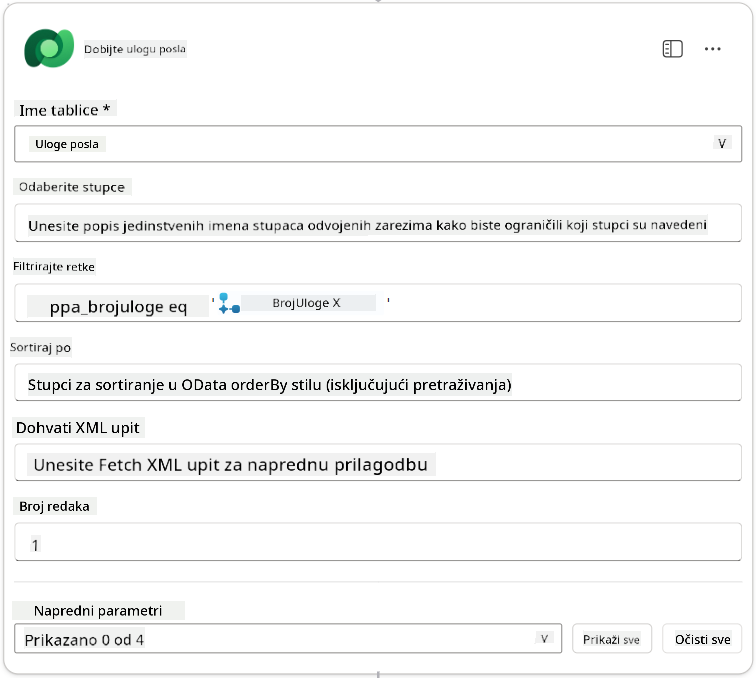 Dobijte ulogu posla
Ime tablice *
Uloge posla
V
Odaberite stupce
Unesite popis jedinstvenih imena stupaca odvojenih zarezima kako biste ograničili koji stupci su navedeni
Filtrirajte retke
ppa_brojuloge eq ' BrojUloge X '
Sortiraj po
Stupci za sortiranje u OData orderBy stilu (isključujući pretraživanja)
Dohvati XML upit
Unesite Fetch XML upit za naprednu prilagodbu
Broj redaka
1
Napredni parametri
Prikazano 0 od 4 V Prikaži sve Očisti sve